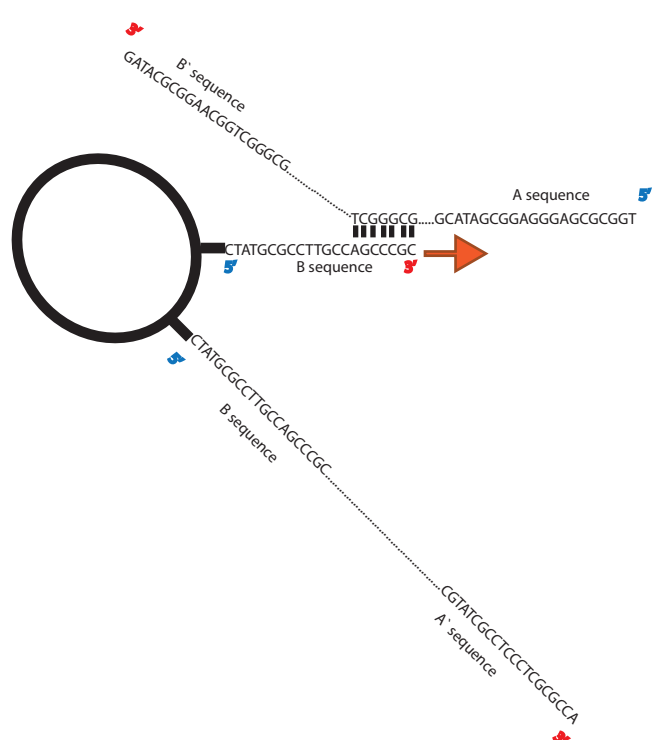 3'
B` sequence
GATACGCGGAACGGTCGGGCG
A sequence
5'
TCGGGCG.....GCATAGCGGAGGGAGCGCGGT
CTATGCGCCTTGCCAGCCCGC
5'
B sequence
3'
5'
CTATGCGCCTTGCCAGCCCGC
B sequence
CGTATCGCCTCCCTCGCGCCA
A` sequence
3'